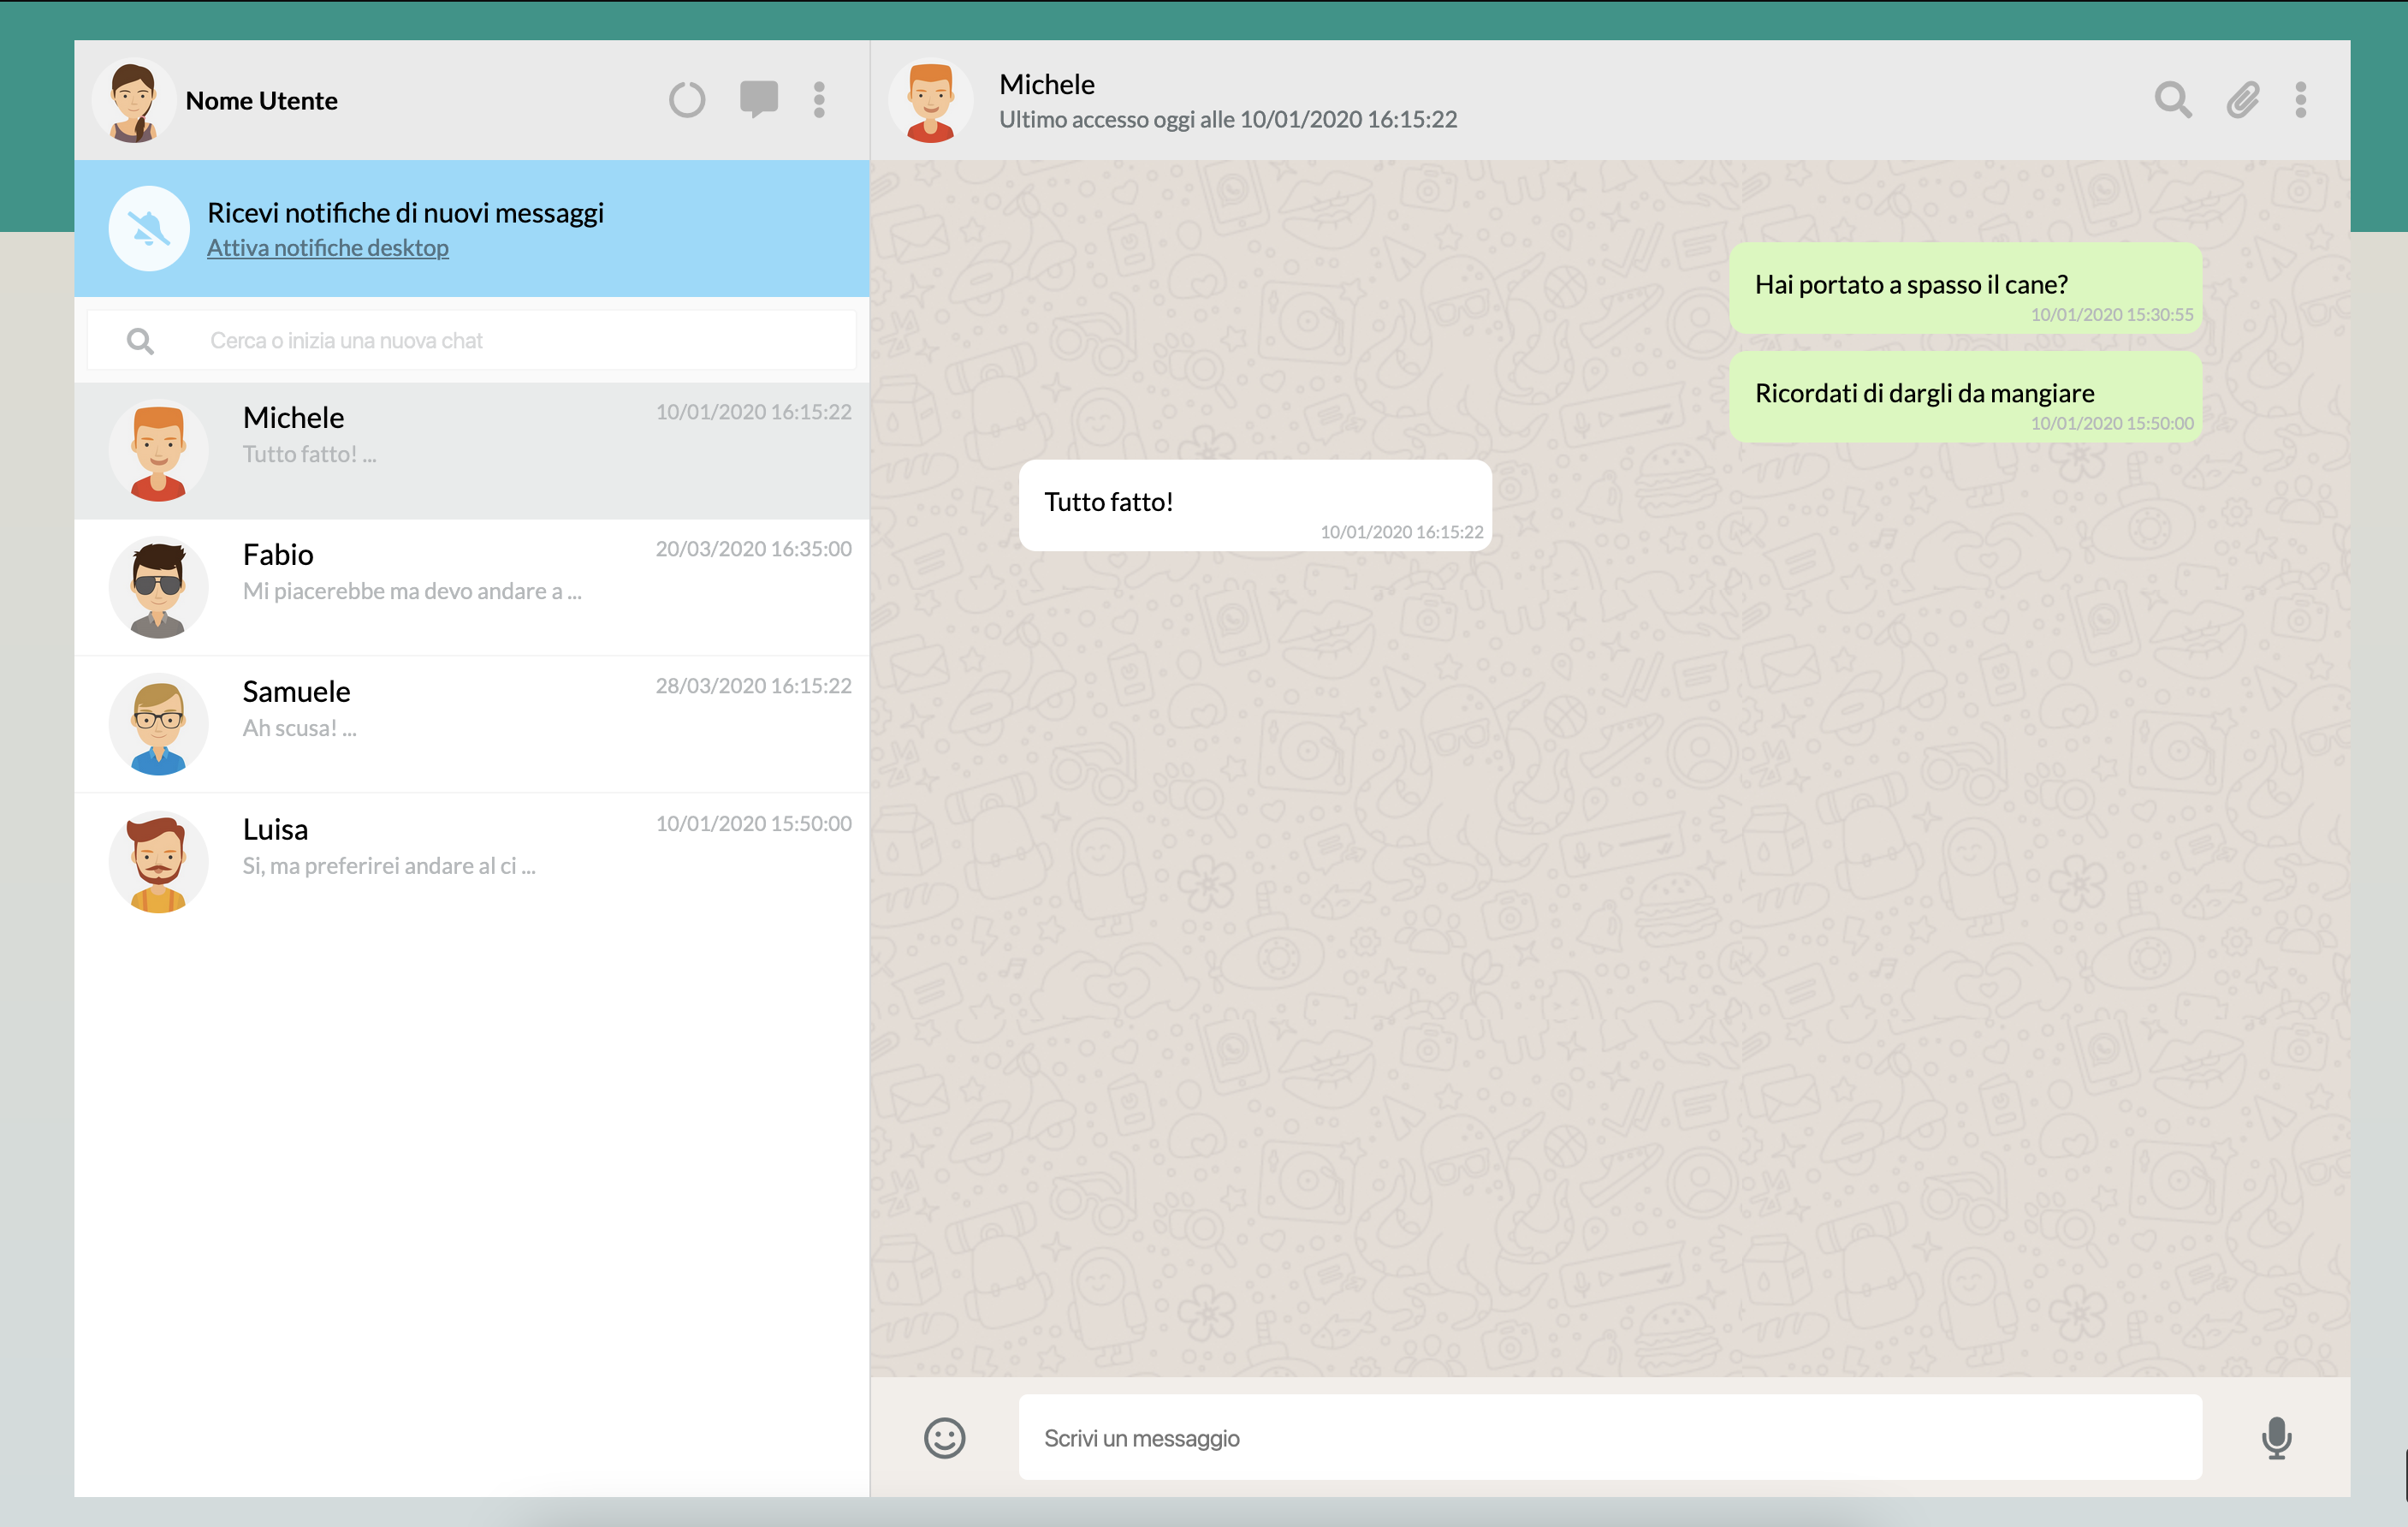 Nome Utente
Ricevi notifiche di nuovi messaggi
Attiva notifiche desktop
Cerca o inizia una nuova chat
Michele
10/01/2020 16:15:22
Tutto fatto! ...
Fabio
20/03/2020 16:35:00
Mi piacerebbe ma devo andare a ...
Samuele
28/03/2020 16:15:22
Ah scusa! ...
Luisa
10/01/2020 15:50:00
Si, ma preferirei andare al ci ...
Michele
Ultimo accesso oggi alle 10/01/2020 16:15:22
Hai portato a spasso il cane?
10/01/2020 15:30:55
Ricordati di dargli da mangiare
10/01/2020 15:50:00
Tutto fatto!
10/01/2020 16:15:22
Scrivi un messaggio